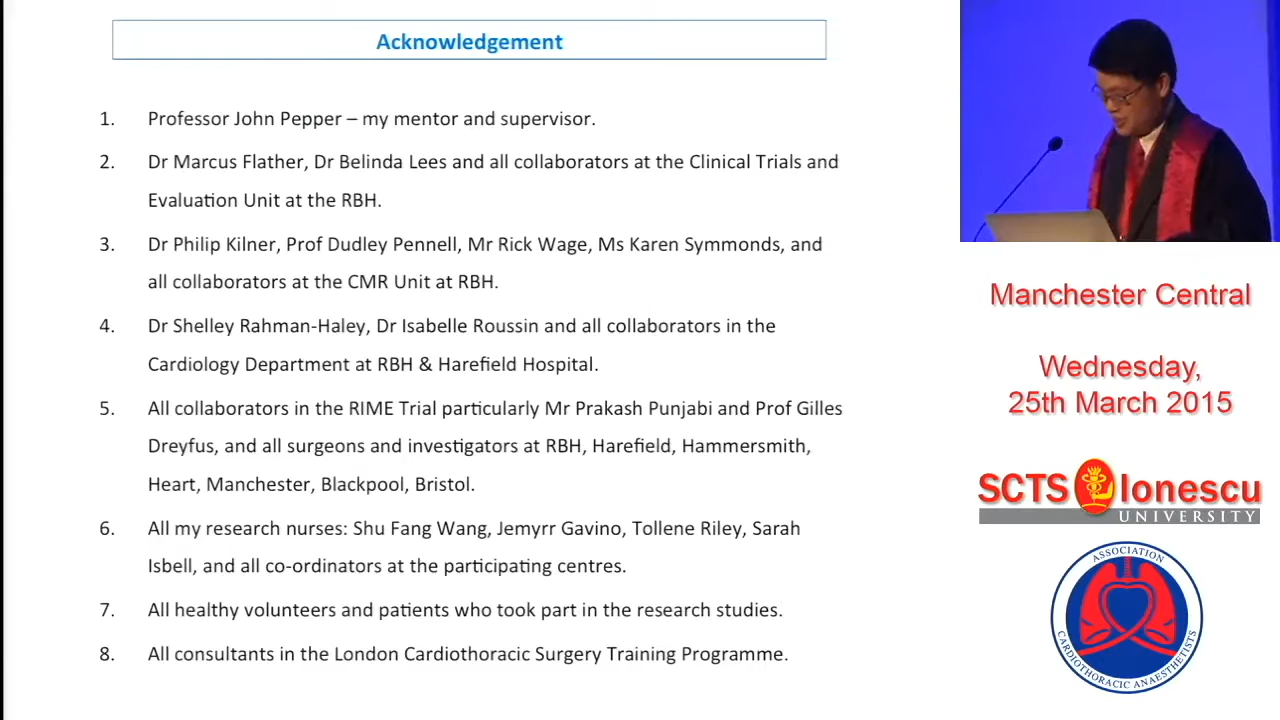 Acknowledgement
1. Professor John Pepper – my mentor and supervisor.
2. Dr Marcus Flather, Dr Belinda Lees and all collaborators at the Clinical Trials and
Evaluation Unit at the RBH.
3. Dr Philip Kilner, Prof Dudley Pennell, Mr Rick Wage, Ms Karen Symmonds, and
all collaborators at the CMR Unit at RBH.
4. Dr Shelley Rahman-Haley, Dr Isabelle Roussin and all collaborators in the
Cardiology Department at RBH & Harefield Hospital.
5. All collaborators in the RIME Trial particularly Mr Prakash Punjabi and Prof Gilles
Dreyfus, and all surgeons and investigators at RBH, Harefield, Hammersmith,
Heart, Manchester, Blackpool, Bristol.
6. All my research nurses: Shu Fang Wang, Jemyrr Gavino, Tollene Riley, Sarah
Isbell, and all co-ordinators at the participating centres.
7. All healthy volunteers and patients who took part in the research studies.
8. All consultants in the London Cardiothoracic Surgery Training Programme.
Manchester Central
Wednesday,
25th March 2015
SCTS Ionescu
UNIVERSITY
ASSOCIATION
CARDIOTHORACIC ANAESTHETISTS